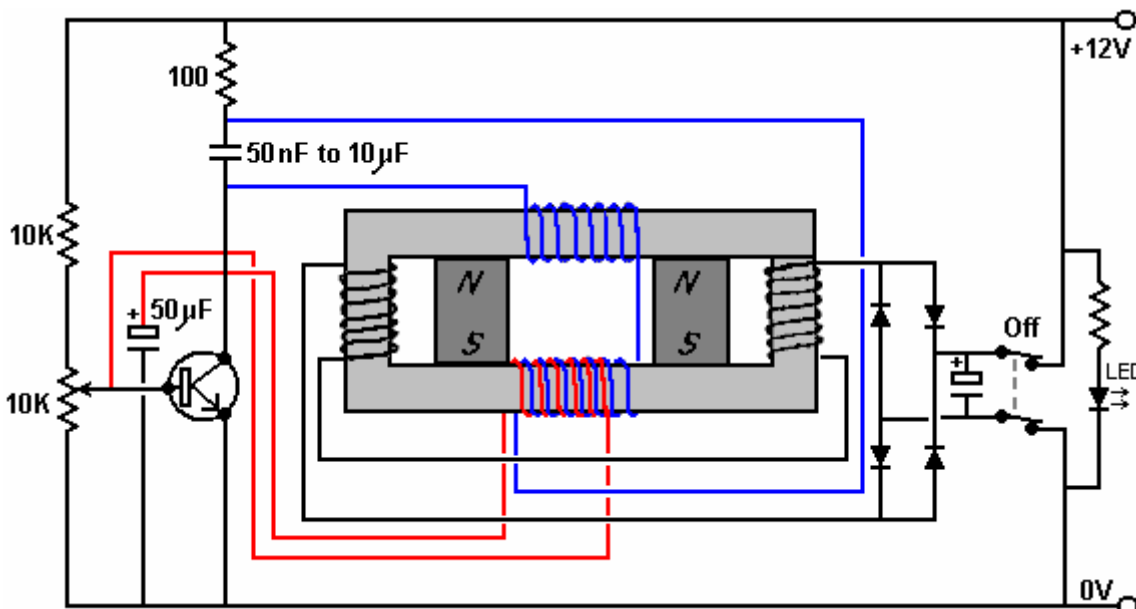 +12V
100
50nF to 10µF
10K
+ 50µF
N
N
S
S
Off
+
10K
LED
0V